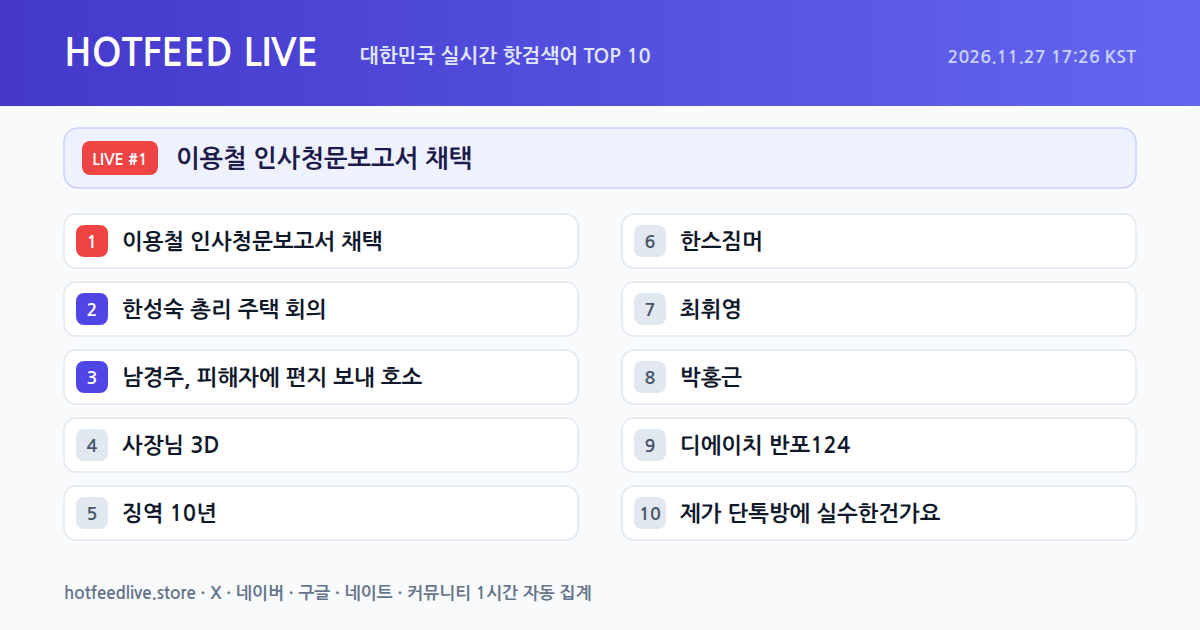 HOTFEED LIVE 대한민국 실시간 핫검색어 TOP 10 2026.11.27 17:26 KST
LIVE #1 이용철 인사청문보고서 채택
1 이용철 인사청문보고서 채택
2 한성숙 총리 주택 회의
3 남경주, 피해자에 편지 보내 호소
4 사장님 3D
5 징역 10년
6 한스짐머
7 최휘영
8 박홍근
9 디에이치 반포124
10 제가 단톡방에 실수한건가요
hotfeedlive.store · X · 네이버 · 구글 · 네이트 · 커뮤니티 1시간 자동 집계